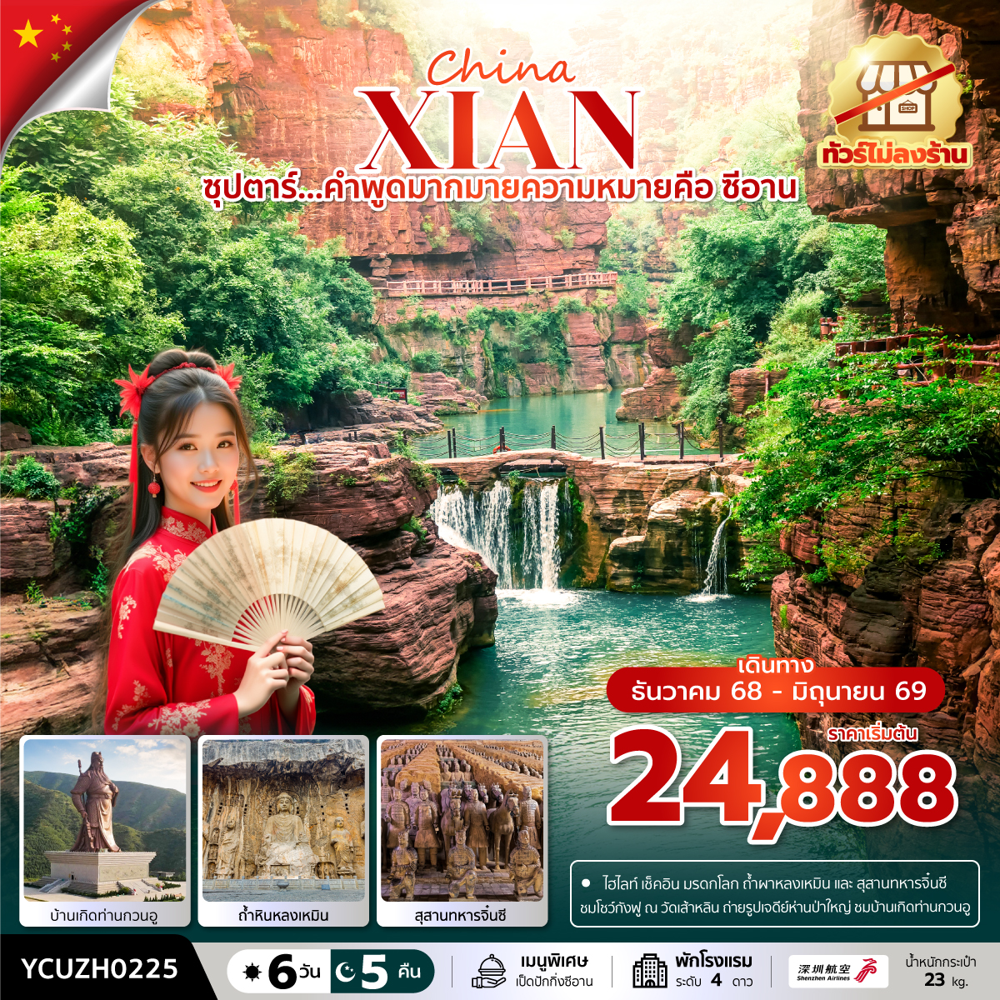 China
XIAN
ซุปตาร์...คำพูดมากมายความหมายคือ ซีอาน
SHOP
ทัวร์ไม่ลงร้าน
เดินทาง
ธันวาคม 68 - มิถุนายน 69
ราคาเริ่มต้น
24,888
• ไฮไลท์ เช็คอิน มรดกโลก ถ้ำผาหลงเหมิน และ สุสานทหารจิ๋นซี
ชมโชว์กังฟู ณ วัดเส้าหลิน ถ่ายรูปเจดีย์ห่านป่าใหญ่ ชมบ้านเกิดท่านกวนอู
บ้านเกิดท่านกวนอู
ถ้ำหินหลงเหมิน
สุสานทหารจิ๋นซี
YCUZH0225
6 วัน 5 คืน
เมนูพิเศษ
เป็ดปักกิ่งซีอาน
พักโรงแรม
ระดับ 4 ดาว
深圳航空
Shenzhen Airlines
น้ำหนักกระเป๋า
23 kg.